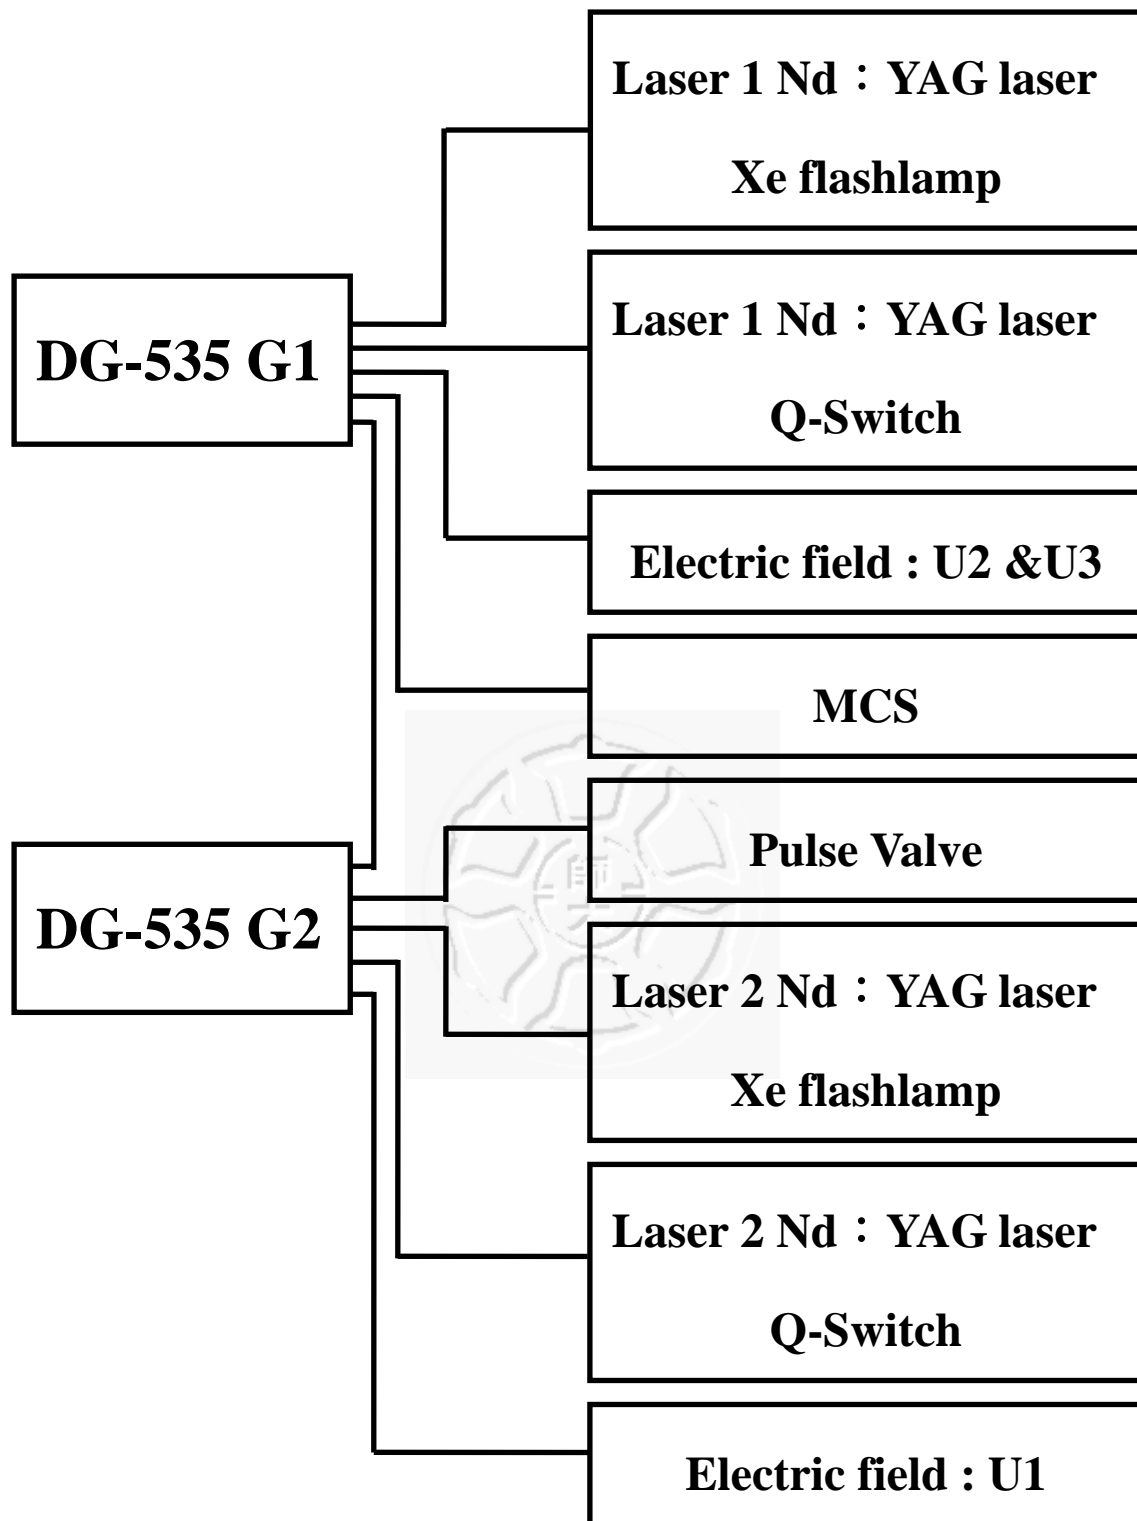 Laser 1 Nd：YAG laser
Xe flashlamp
Laser 1 Nd：YAG laser
Q-Switch
DG-535 G1
Electric field : U2 &U3
MCS
Pulse Valve
DG-535 G2
Laser 2 Nd：YAG laser
Xe flashlamp
Laser 2 Nd：YAG laser
Q-Switch
Electric field : U1
師
大